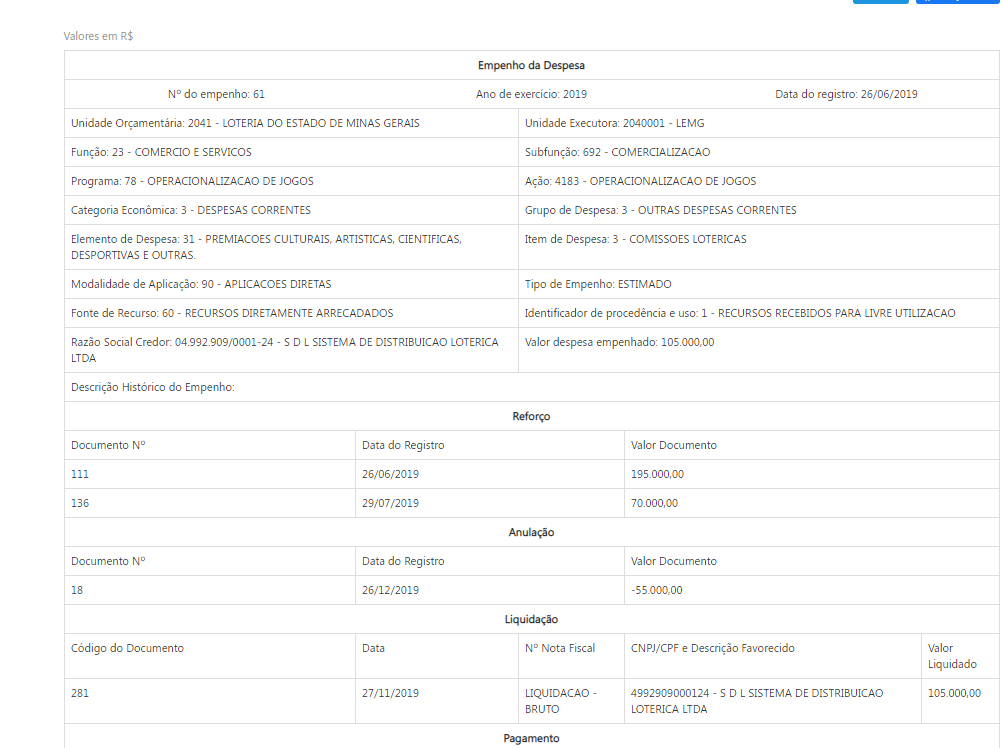 Valores em R$
Empenho da Despesa
Nº do empenho: 61 Ano de exercício: 2019 Data do registro: 26/06/2019
Unidade Orçamentária: 2041 - LOTERIA DO ESTADO DE MINAS GERAIS Unidade Executora: 2040001 - LEMG
Função: 23 - COMERCIO E SERVICOS Subfunção: 692 - COMERCIALIZACAO
Programa: 78 - OPERACIONALIZACAO DE JOGOS Ação: 4183 - OPERACIONALIZACAO DE JOGOS
Categoria Econômica: 3 - DESPESAS CORRENTES Grupo de Despesa: 3 - OUTRAS DESPESAS CORRENTES
Elemento de Despesa: 31 - PREMIACOES CULTURAIS, ARTISTICAS, CIENTIFICAS, Item de Despesa: 3 - COMISSOES LOTERICAS
DESPORTIVAS E OUTRAS.
Modalidade de Aplicação: 90 - APLICACOES DIRETAS Tipo de Empenho: ESTIMADO
Fonte de Recurso: 60 - RECURSOS DIRETAMENTE ARRECADADOS Identificador de procedência e uso: 1 - RECURSOS RECEBIDOS PARA LIVRE UTILIZACAO
Razão Social Credor: 04.992.909/0001-24 - S D L SISTEMA DE DISTRIBUICAO LOTERICA Valor despesa empenhado: 105.000,00
LTDA
Descrição Histórico do Empenho:
Reforço
Documento Nº Data do Registro Valor Documento
111 26/06/2019 195.000,00
136 29/07/2019 70.000,00
Anulação
Documento Nº Data do Registro Valor Documento
18 26/12/2019 -55.000,00
Liquidação
Código do Documento Data Nº Nota Fiscal CNPJ/CPF e Descrição Favorecido Valor
Liquidado
281 27/11/2019 LIQUIDACAO - 4992909000124 - S D L SISTEMA DE DISTRIBUICAO 105.000,00
BRUTO LOTERICA LTDA
Pagamento